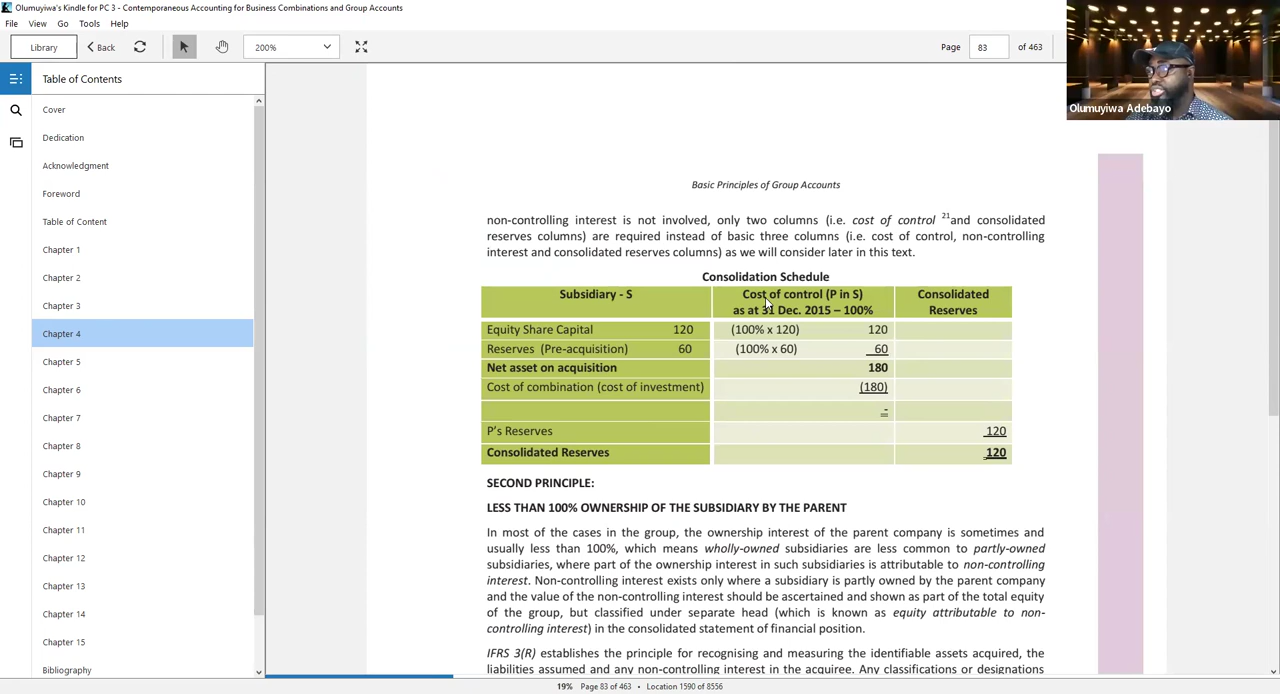 Olumuyiwa's Kindle for PC 3 - Contemporaneous Accounting for Business Combinations and Group Accounts
File View Go Tools Help
Library Back 200% Page 83 of 463
Olumuyiwa Adebayo
Table of Contents
Cover
Dedication
Acknowledgment
Foreword
Table of Content
Chapter 1
Chapter 2
Chapter 3
Chapter 4
Chapter 5
Chapter 6
Chapter 7
Chapter 8
Chapter 9
Chapter 10
Chapter 11
Chapter 12
Chapter 13
Chapter 14
Chapter 15
Bibliography
Basic Principles of Group Accounts
non-controlling interest is not involved, only two columns (i.e. cost of control 21and consolidated
reserves columns) are required instead of basic three columns (i.e. cost of control, non-controlling
interest and consolidated reserves columns) as we will consider later in this text.
Consolidation Schedule
Subsidiary - S Cost of control (P in S) Consolidated
as at 31 Dec. 2015 – 100% Reserves
Equity Share Capital 120 (100% x 120) 120
Reserves (Pre-acquisition) 60 (100% x 60) 60
Net asset on acquisition 180
Cost of combination (cost of investment) (180)
-
P's Reserves 120
Consolidated Reserves 120
SECOND PRINCIPLE:
LESS THAN 100% OWNERSHIP OF THE SUBSIDIARY BY THE PARENT
In most of the cases in the group, the ownership interest of the parent company is sometimes and
usually less than 100%, which means wholly-owned subsidiaries are less common to partly-owned
subsidiaries, where part of the ownership interest in such subsidiaries is attributable to non-controlling
interest. Non-controlling interest exists only where a subsidiary is partly owned by the parent company
and the value of the non-controlling interest should be ascertained and shown as part of the total equity
of the group, but classified under separate head (which is known as equity attributable to non-
controlling interest) in the consolidated statement of financial position.
IFRS 3(R) establishes the principle for recognising and measuring the identifiable assets acquired, the
liabilities assumed and any non-controlling interest in the acquiree. Any classifications or designations
19% Page 83 of 463 • Location 1590 of 8556